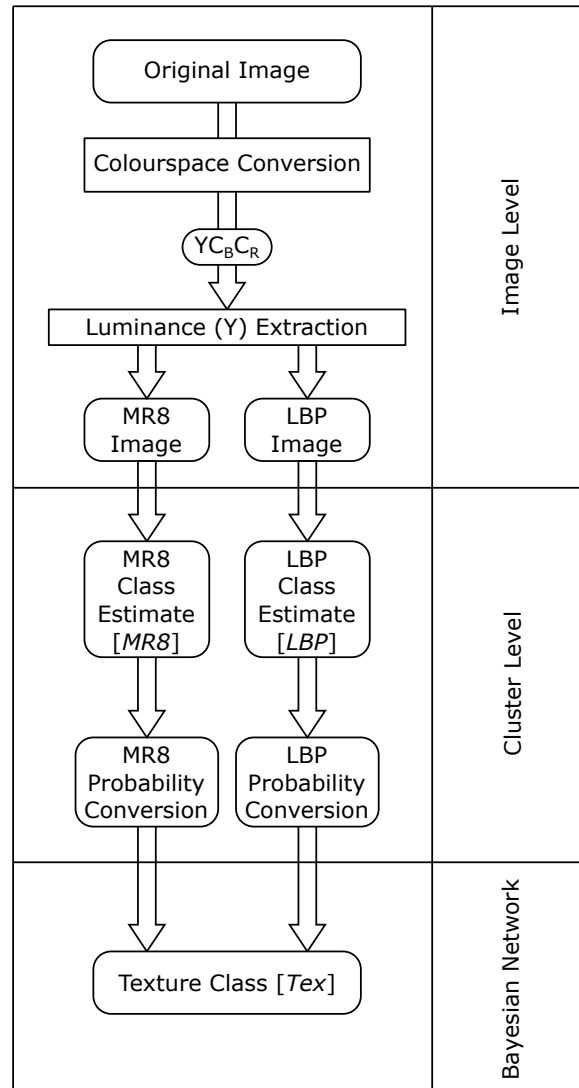 Original Image
Colourspace Conversion
YC_BC_R
Luminance (Y) Extraction
MR8
Image
LBP
Image
Image Level
MR8
Class
Estimate
[MR8]
LBP
Class
Estimate
[LBP]
MR8
Probability
Conversion
LBP
Probability
Conversion
Cluster Level
Texture Class [Tex]
Bayesian Network